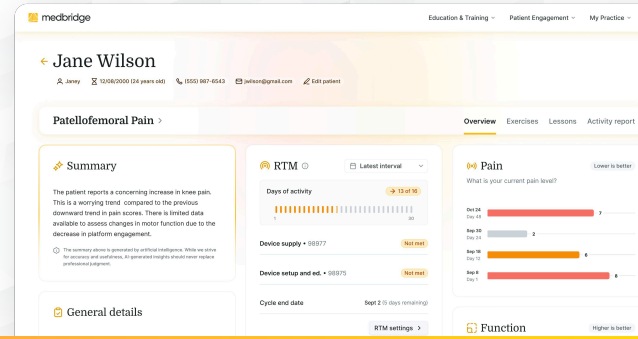 medbridge
Education & Training
Patient Engagement
My Practice
Jane Wilson
Janey
12/08/2000 (24 years old)
(555) 987-6543
jwilson@gmail.com
Edit patient
Patellofemoral Pain >
Overview
Exercises
Lessons
Activity report
Summary
The patient reports a concerning increase in knee pain.
This is a worrying trend compared to the previous
downward trend in pain scores. There is limited data
available to assess changes in motor function due to the
decrease in platform engagement.
The summary above is generated by artificial intelligence. While we strive
for accuracy and usefulness, AI-generated insights should never replace
professional judgment.
General details
RTM
Latest interval
Days of activity
→ 13 of 16
1
30
Device supply • 98977
Not met
Device setup and ed. • 98975
Not met
Cycle end date
Sept 2 (5 days remaining)
RTM settings >
Pain
Lower is better
What is your current pain level?
Oct 24
Day 48
7
Sep 30
Day 24
2
Sep 18
Day 12
6
Sep 8
Day 1
8
Function
Higher is better